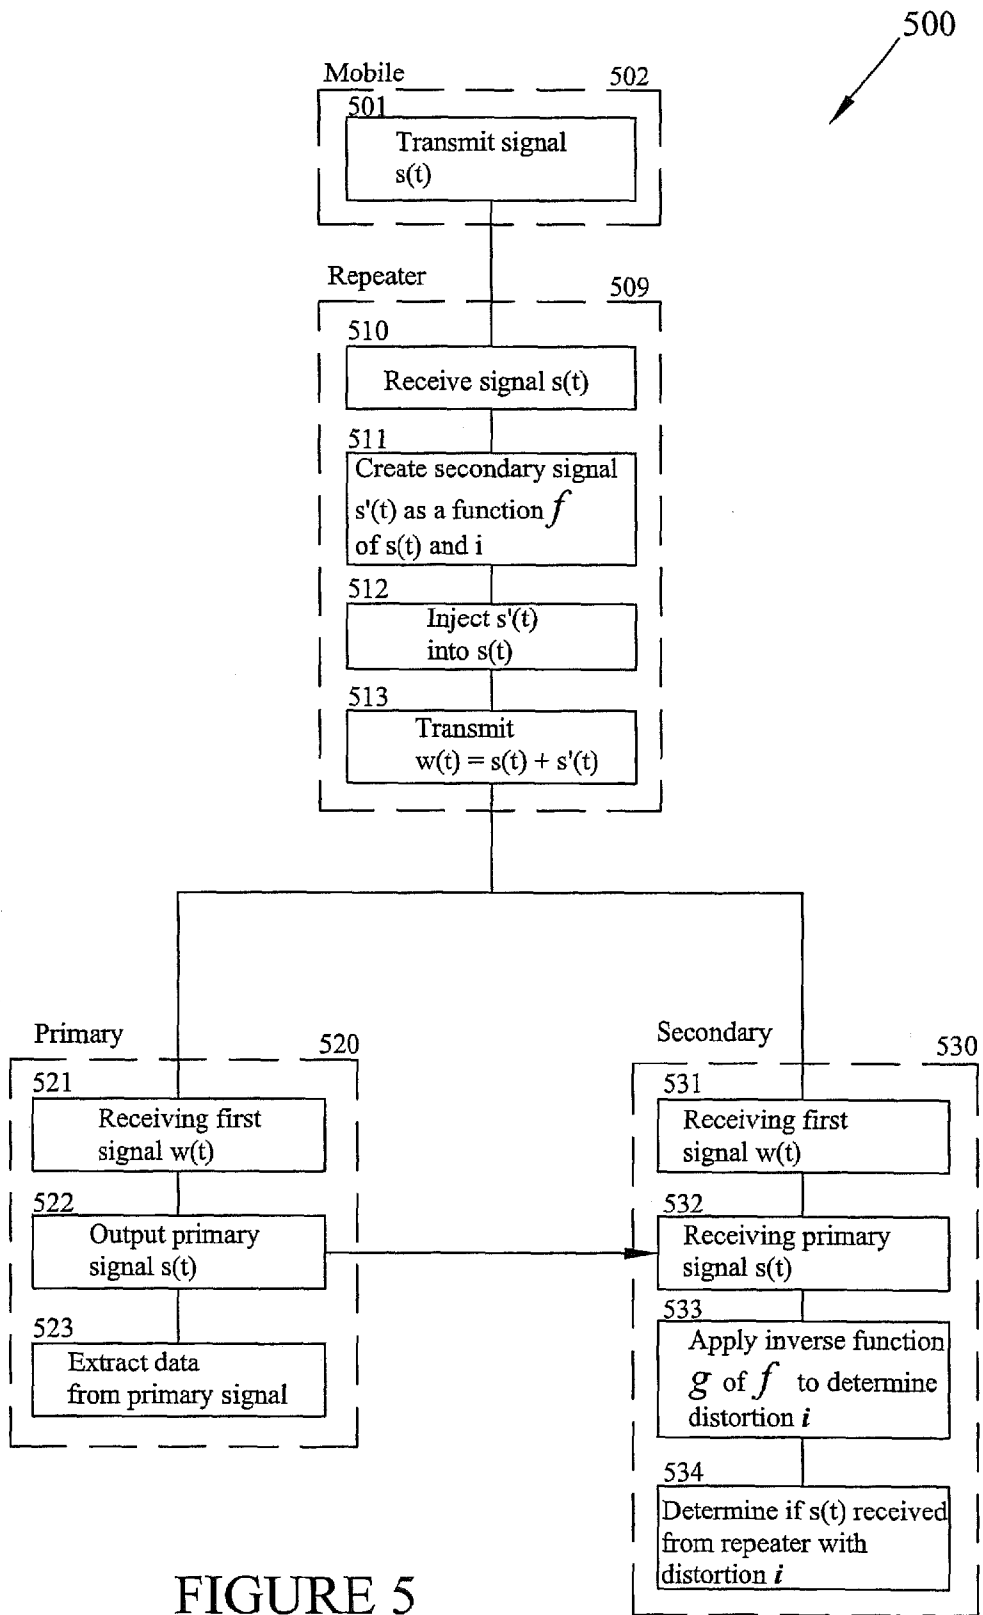 500
Mobile
502
501
Transmit signal
s(t)
Repeater
509
510
Receive signal s(t)
511
Create secondary signal
s'(t) as a function f
of s(t) and i
512
Inject s'(t)
into s(t)
513
Transmit
w(t) = s(t) + s'(t)
Primary
520
521
Receiving first
signal w(t)
522
Output primary
signal s(t)
523
Extract data
from primary signal
Secondary
530
531
Receiving first
signal w(t)
532
Receiving primary
signal s(t)
533
Apply inverse function
g of f to determine
distortion i
534
Determine if s(t) received
from repeater with
distortion i
FIGURE 5